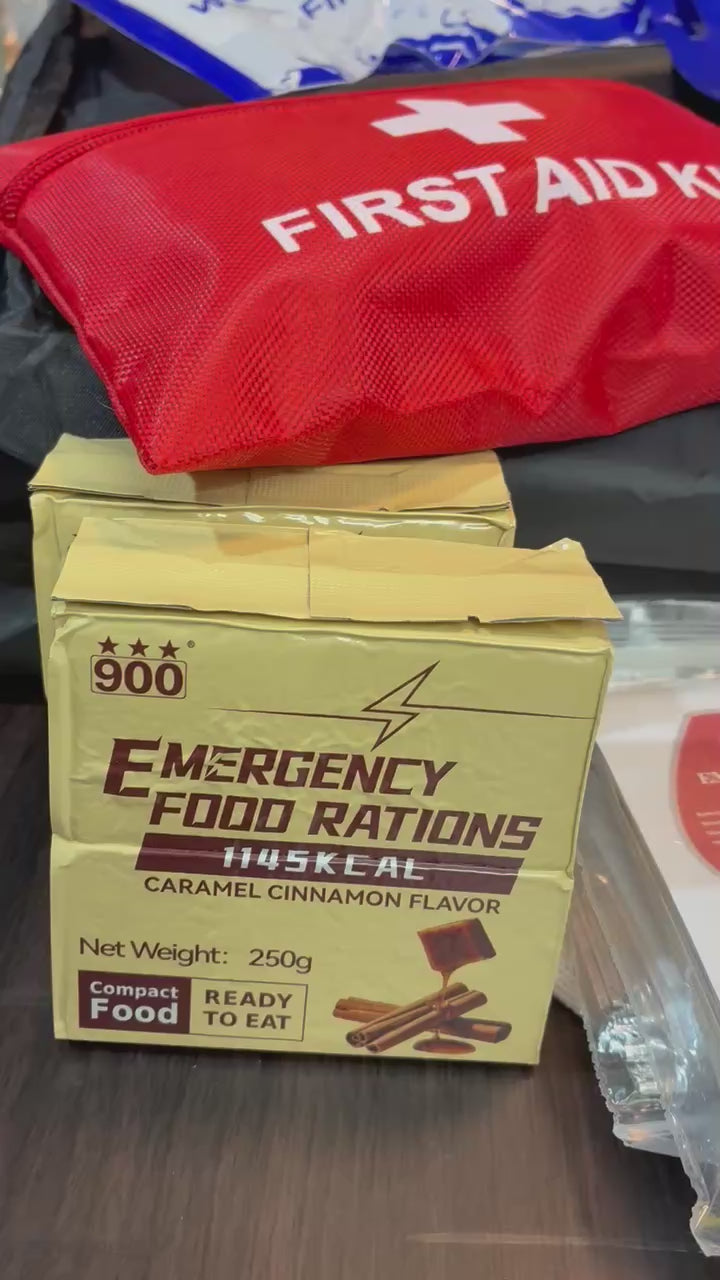 FIRST AID
★★★®
900
EMERGENCY
FOOD RATIONS
1145KCAL
CARAMEL CINNAMON FLAVOR
Net Weight: 250g
Compact
Food
READY
TO EAT